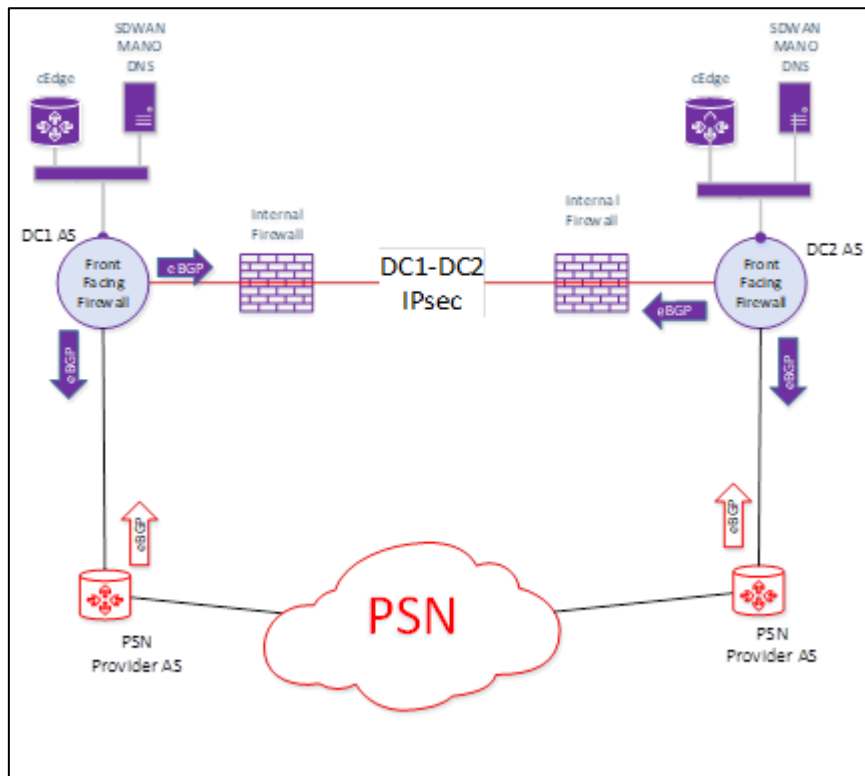 SDWAN
MANO
DNS
cEdge
SDWAN
MANO
DNS
cEdge
Internal
Firewall
Internal
Firewall
DC1 AS
DC2 AS
Front
Facing
Firewall
eBGP
DC1-DC2
IPsec
eBGP
Front
Facing
Firewall
eBGP
eBGP
eBGP
eBGP
PSN
PSN
Provider AS
PSN
Provider AS